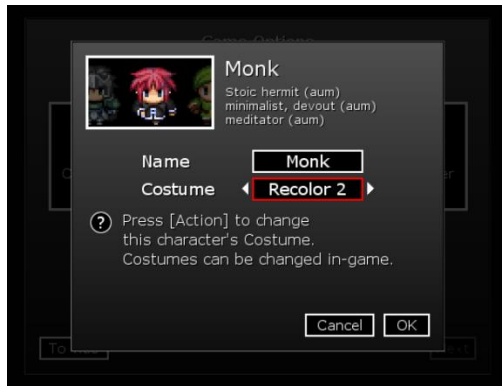 Game Options
Monk
Stoic hermit (aum)
minimalist, devout (aum)
meditator (aum)
Name Monk
Costume Recolor 2
? Press [Action] to change
this character's Costume.
Costumes can be changed in-game.
Cancel OK